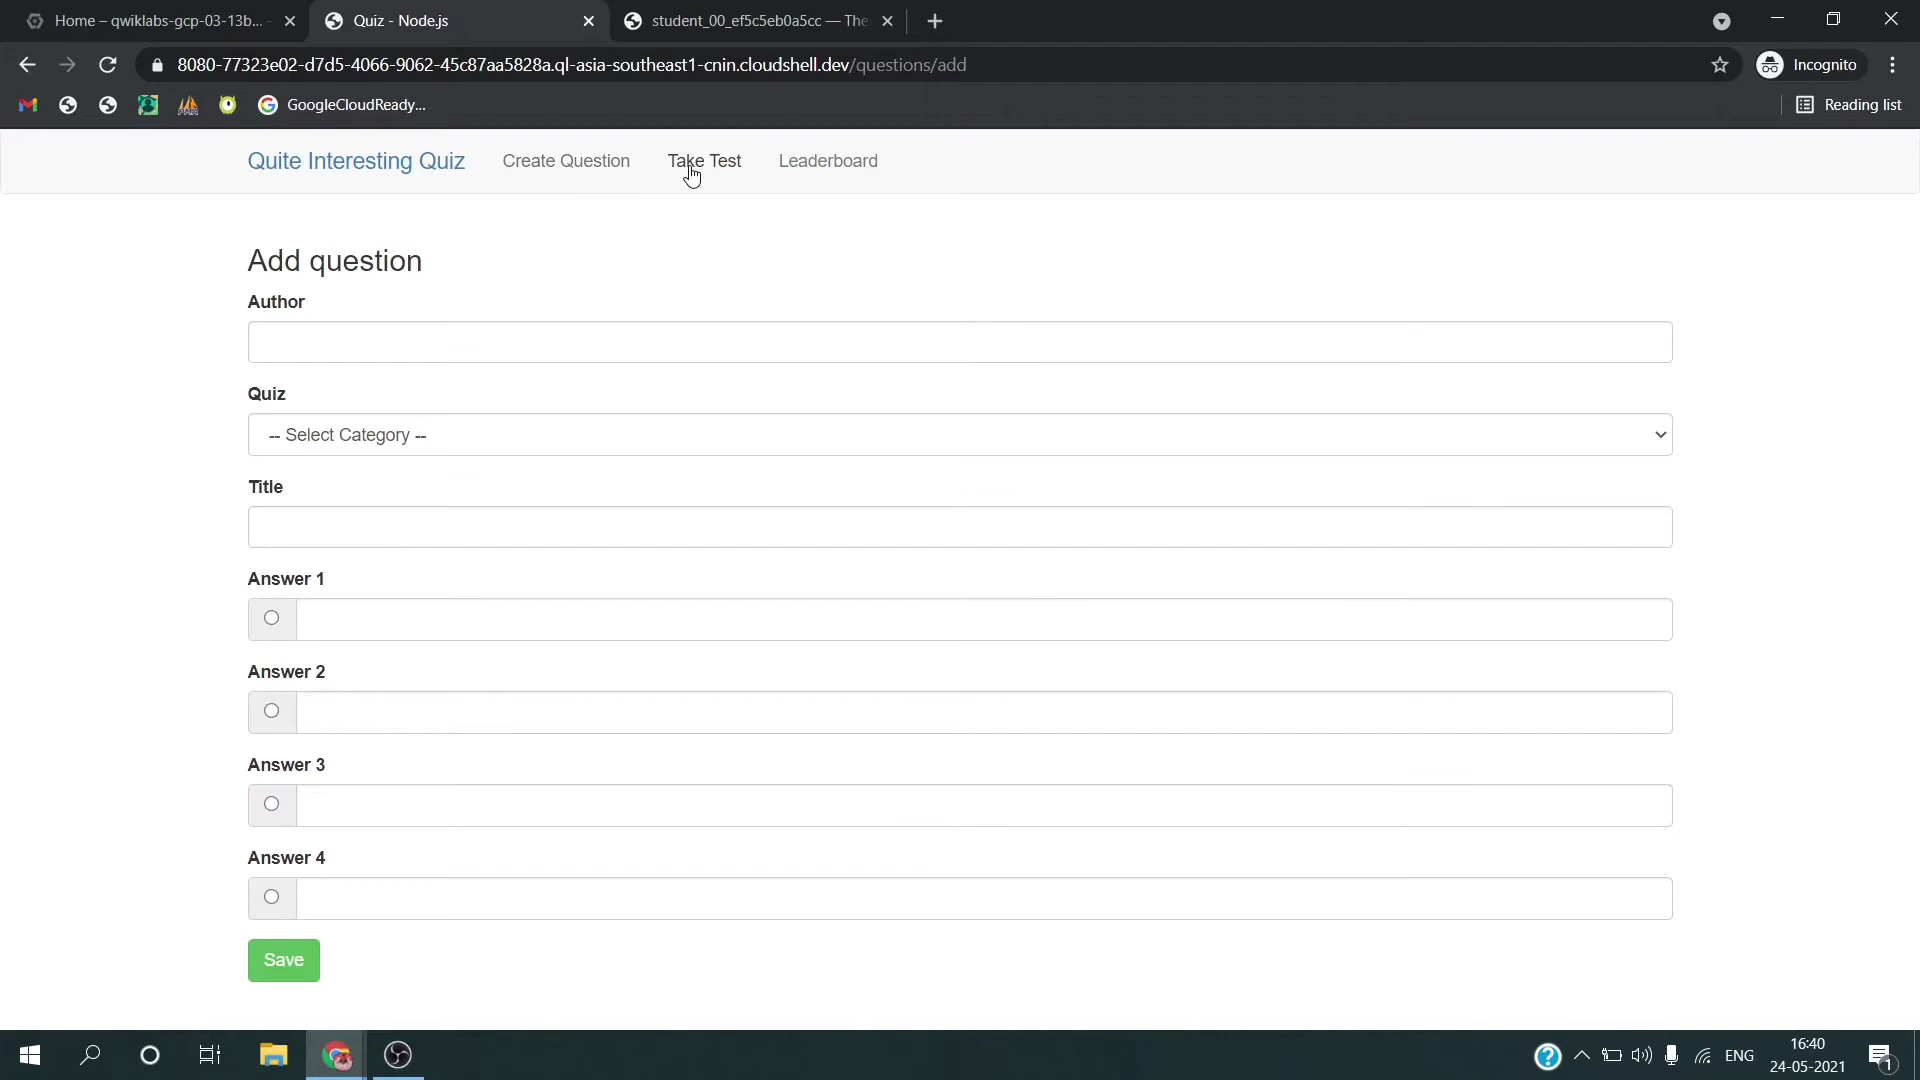 Home – qwiklabs-gcp-03-13b...
Quiz - Node.js
student_00_ef5c5eb0a5cc — The
8080-77323e02-d7d5-4066-9062-45c87aa5828a.ql-asia-southeast1-cnin.cloudshell.dev/questions/add
Incognito
GoogleCloudReady...
Reading list
Quite Interesting Quiz
Create Question
Take Test
Leaderboard
Add question
Author
Quiz
-- Select Category --
Title
Answer 1
Answer 2
Answer 3
Answer 4
Save
ENG
16:40
24-05-2021
1